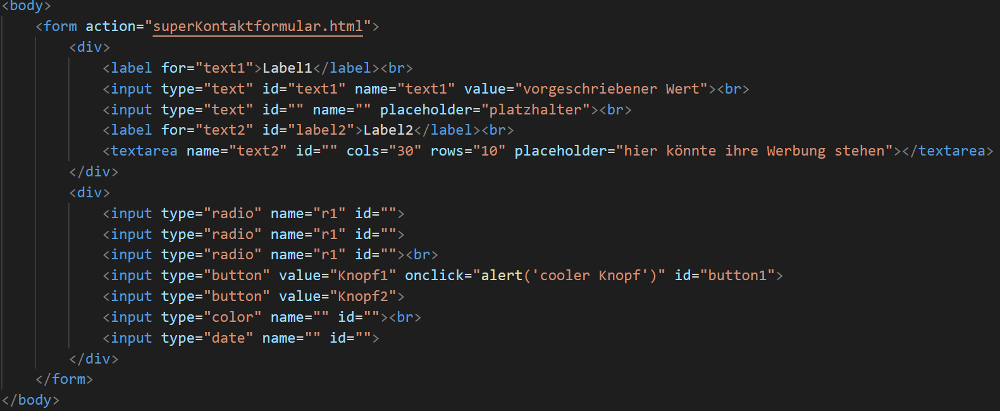 <body>
<form action="superKontaktformular.html">
<div>
<label for="text1">Label1</label><br>
<input type="text" id="text1" name="text1" value="vorgeschriebener Wert"><br>
<input type="text" id="" name="" placeholder="platzhalter"><br>
<label for="text2" id="label2">Label2</label><br>
<textarea name="text2" id="" cols="30" rows="10" placeholder="hier könnte ihre Werbung stehen"></textarea>
</div>
<div>
<input type="radio" name="r1" id="">
<input type="radio" name="r1" id="">
<input type="radio" name="r1" id=""><br>
<input type="button" value="Knopf1" onclick="alert('cooler Knopf')" id="button1">
<input type="button" value="Knopf2">
<input type="color" name="" id=""><br>
<input type="date" name="" id="">
</div>
</form>
</body>